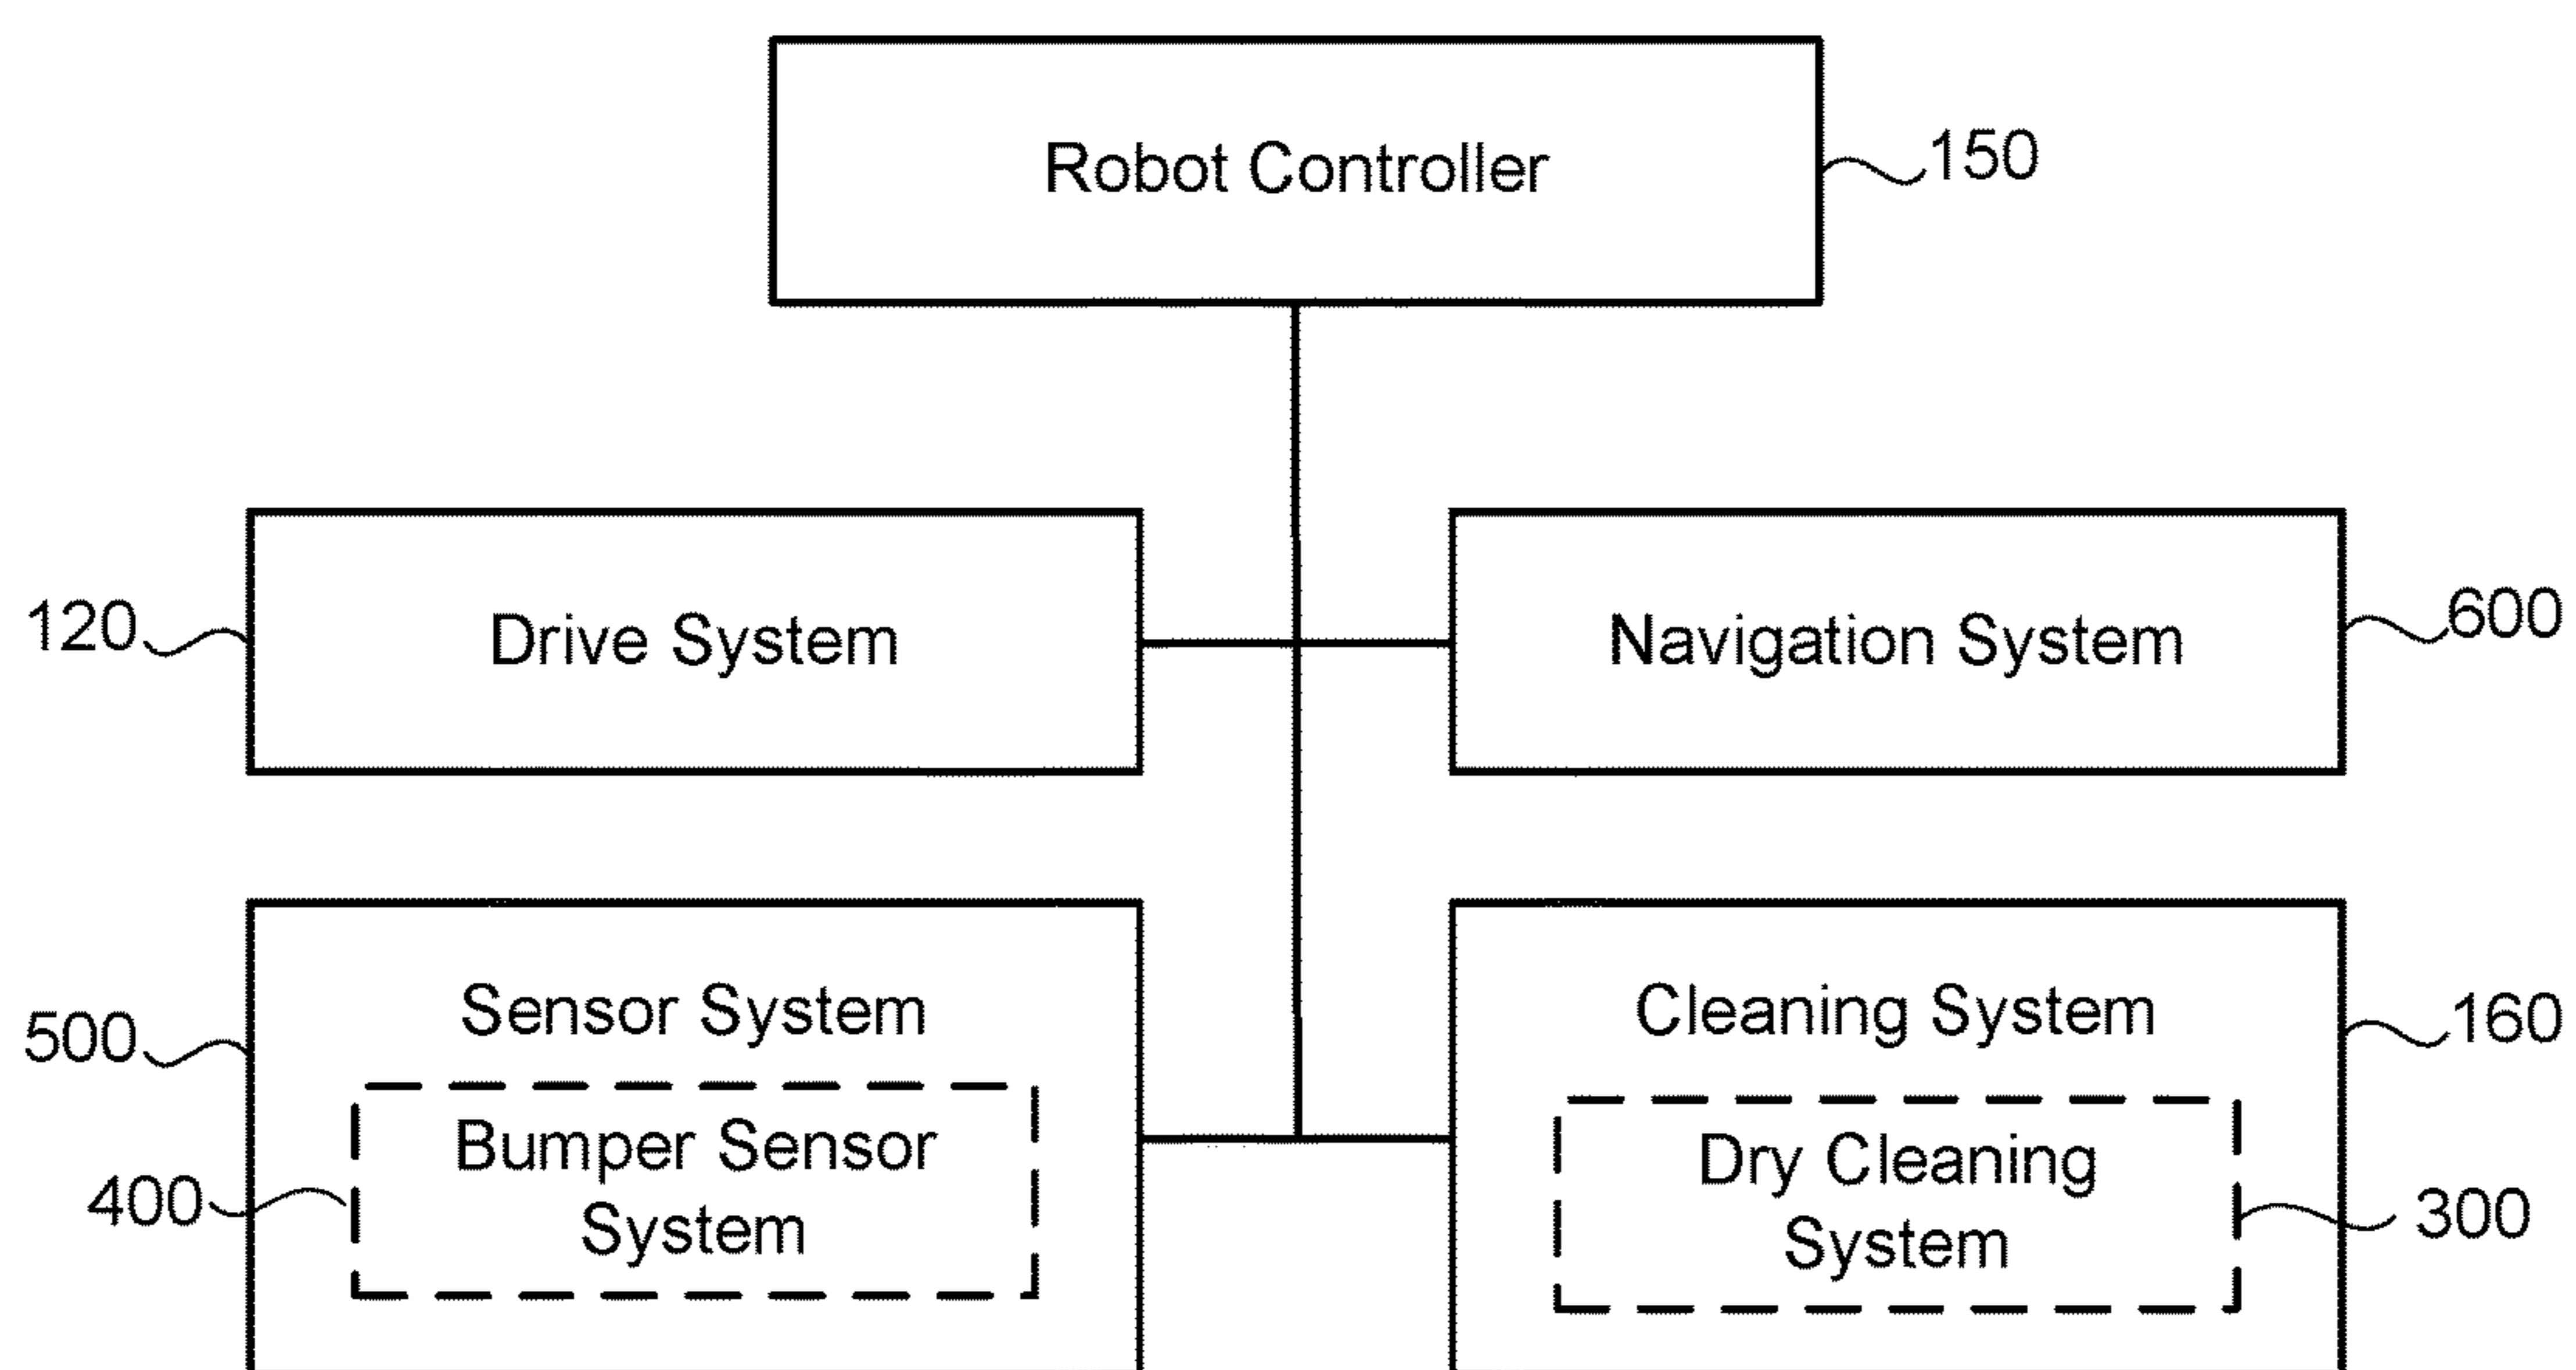 Robot Controller
150
120
Drive System
Navigation System
600
500
Sensor System
400
Bumper Sensor
System
Cleaning System
160
Dry Cleaning
System
300